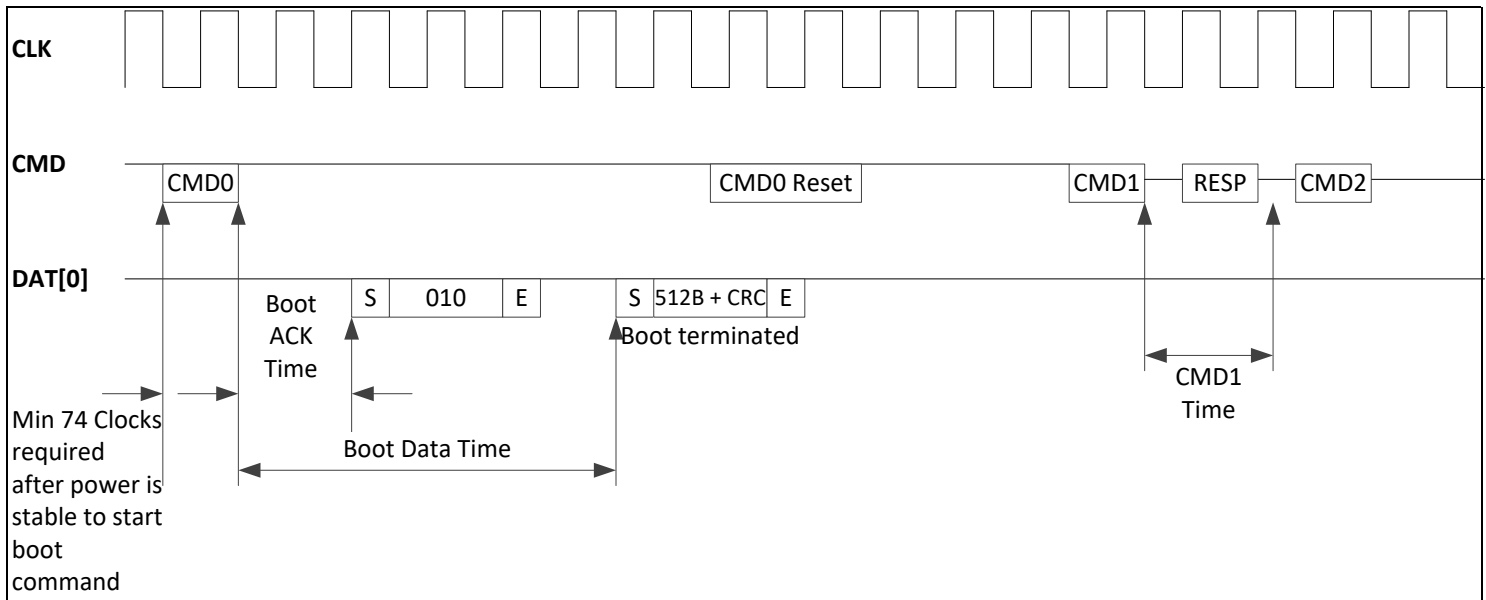 CLK
CMD
CMD0
CMD0 Reset
CMD1
RESP
CMD2
DAT[0]
S
010
E
S
512B + CRC
E
Boot
ACK
Time
Boot terminated
CMD1
Time
Min 74 Clocks
required
after power is
stable to start
boot
command
Boot Data Time